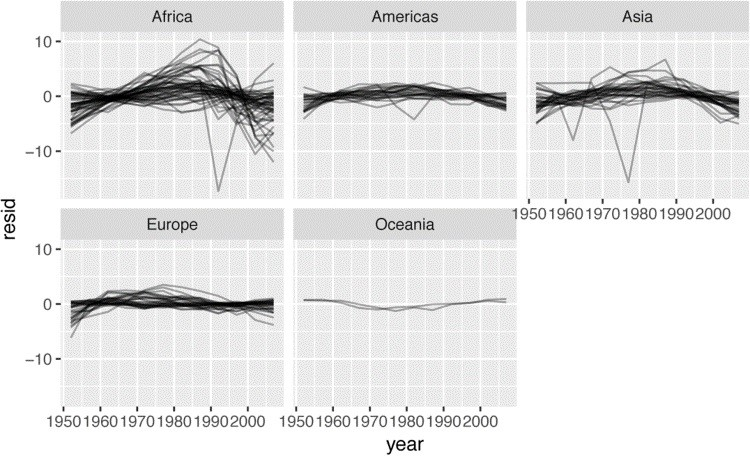 Africa Americas Asia
10
0
−10
1950 1960 1970 1980 1990 2000
Europe Oceania
10
0
−10
1950 1960 1970 1980 1990 2000 1950 1960 1970 1980 1990 2000
resid
year